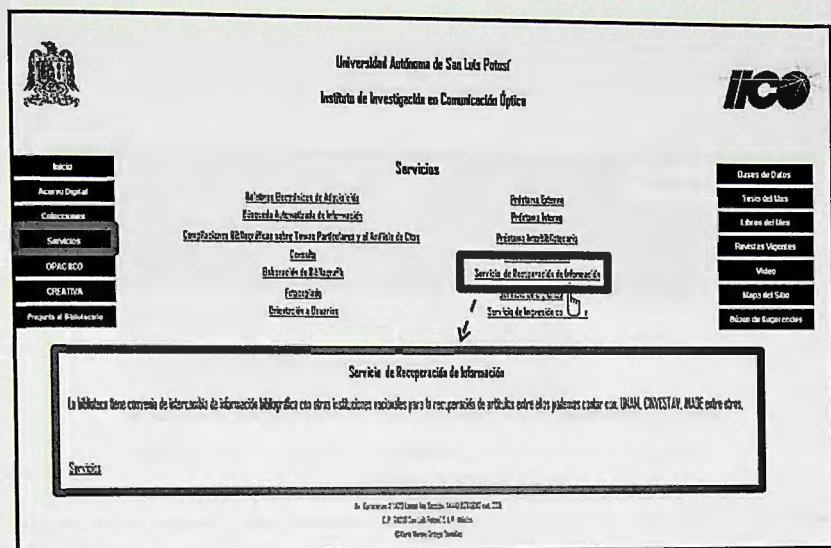 Universidad Autónoma de San Luis Potosí
Instituto de Investigación en Comunicación Óptica
IICO
Servicios
Inicio
Acervo Digital
Colecciones
Servicios
OPAC IICO
CREATIVA
Pregunta al Bibliotecario
Boletines Electrónicos de Adquisición
Búsqueda Automatizada de Información
Compilaciones Bibliográficas sobre Temas Particulares y el Análisis de Citas
Consulta
Elaboración de Bibliografía
Fotocopiado
Orientación a Usuarios
Préstamo Externo
Préstamo Interno
Préstamo Interbibliotecario
Servicio de Recuperación de Información
Servicio de Impresión
Bases de Datos
Tesis del Mes
Libros del Mes
Revistas Vigentes
Video
Mapa del Sitio
Búzon de Sugerencias
Servicio de Recuperación de Información
La biblioteca tiene convenio de intercambio de información bibliográfica con otras instituciones nacionales para la recuperación de artículos entre ellas podemos contar con, UNAM, CINVESTAV, INAOE entre otros.
Servicios